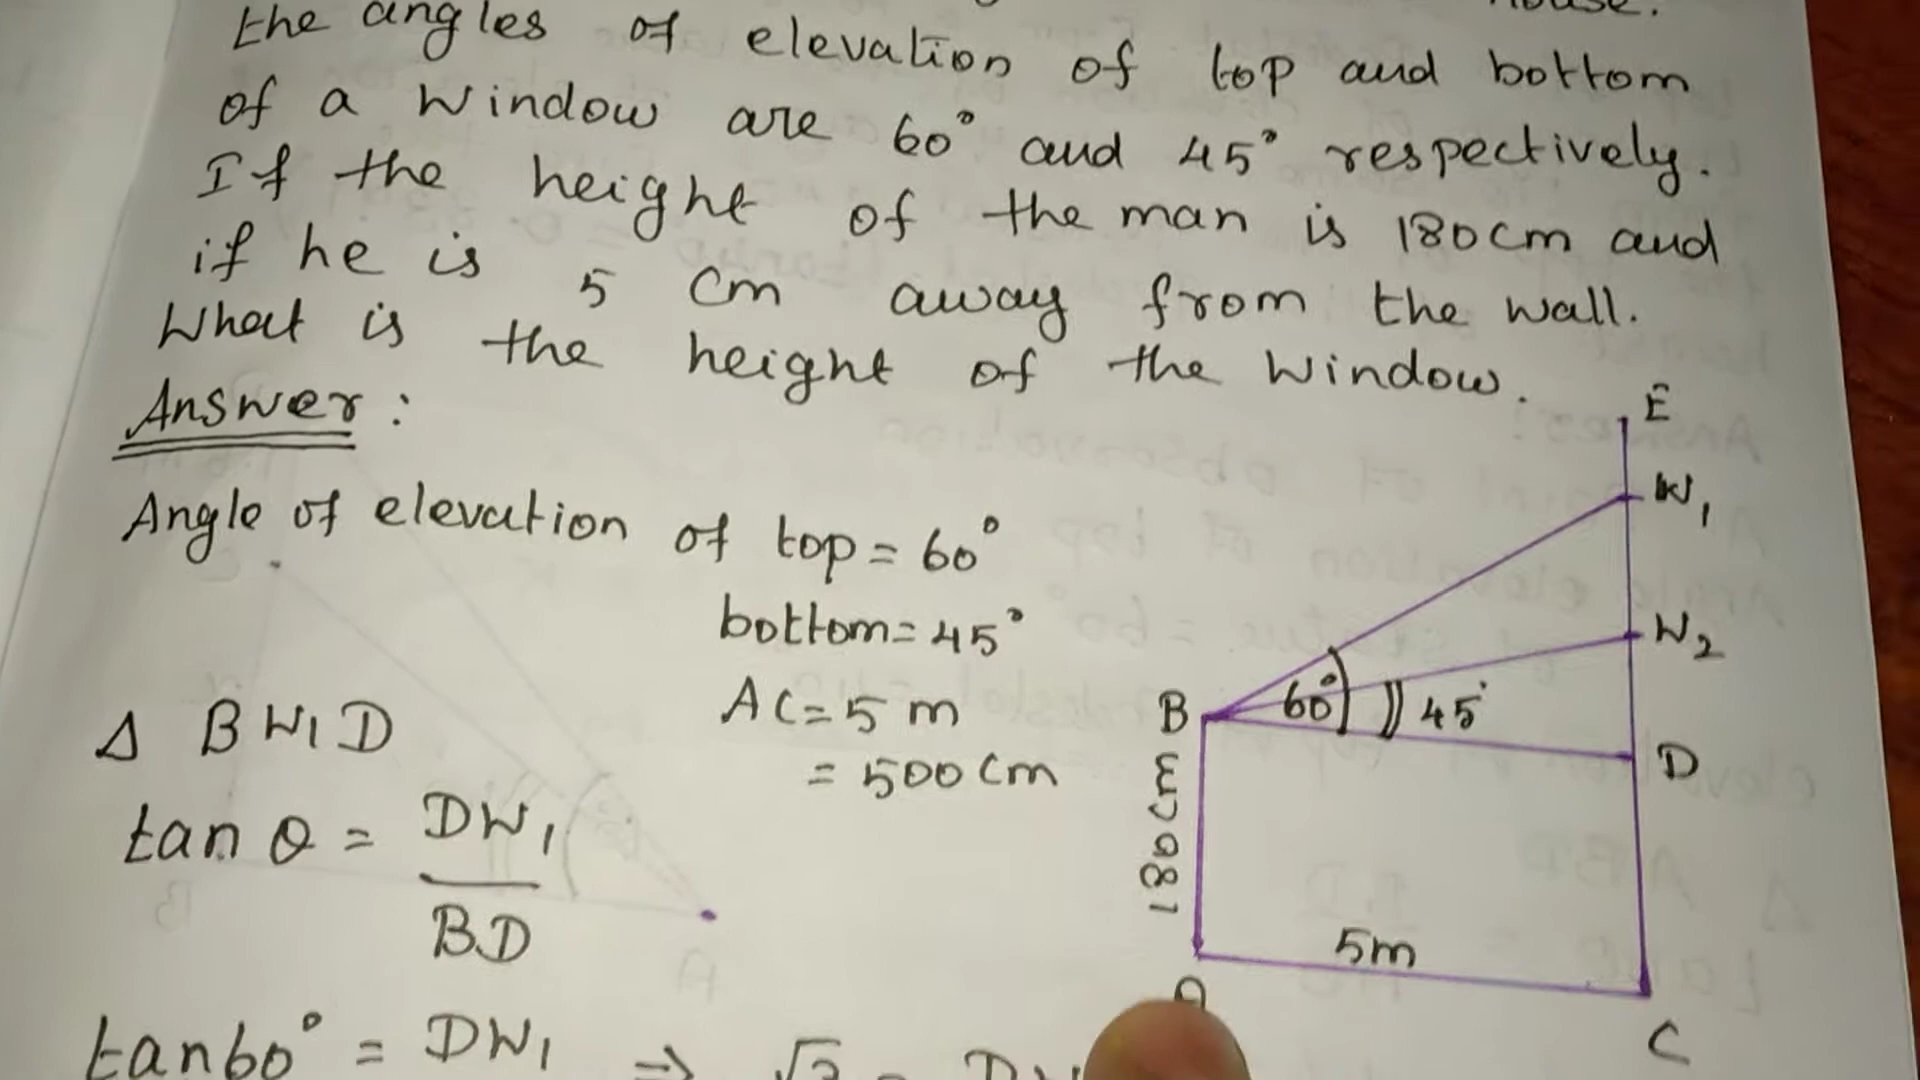 house.
the angles of elevation of top and bottom
of a window are 60° and 45° respectively.
If the height of the man is 180cm and
if he is 5 cm away from the wall.
What is the height of the window.
Answer:
Angle of elevation of top = 60°
bottom = 45°
AC = 5 m
= 500 cm
Δ BW1D
tan θ = DW1
BD
tan60° = DW1 ⇒
E
W1
W2
B 60° 45°
D
180cm
5m
C